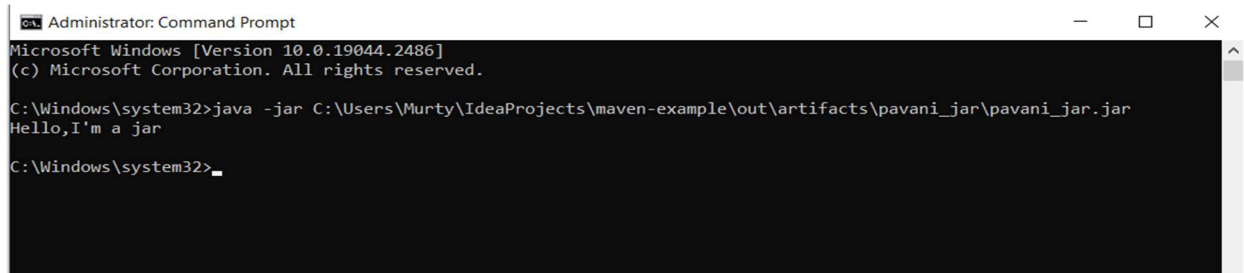 Administrator: Command Prompt
Microsoft Windows [Version 10.0.19044.2486]
(c) Microsoft Corporation. All rights reserved.
C:\Windows\system32>java -jar C:\Users\Murty\IdeaProjects\maven-example\out\artifacts\pavani_jar\pavani_jar.jar
Hello,I'm a jar
C:\Windows\system32>